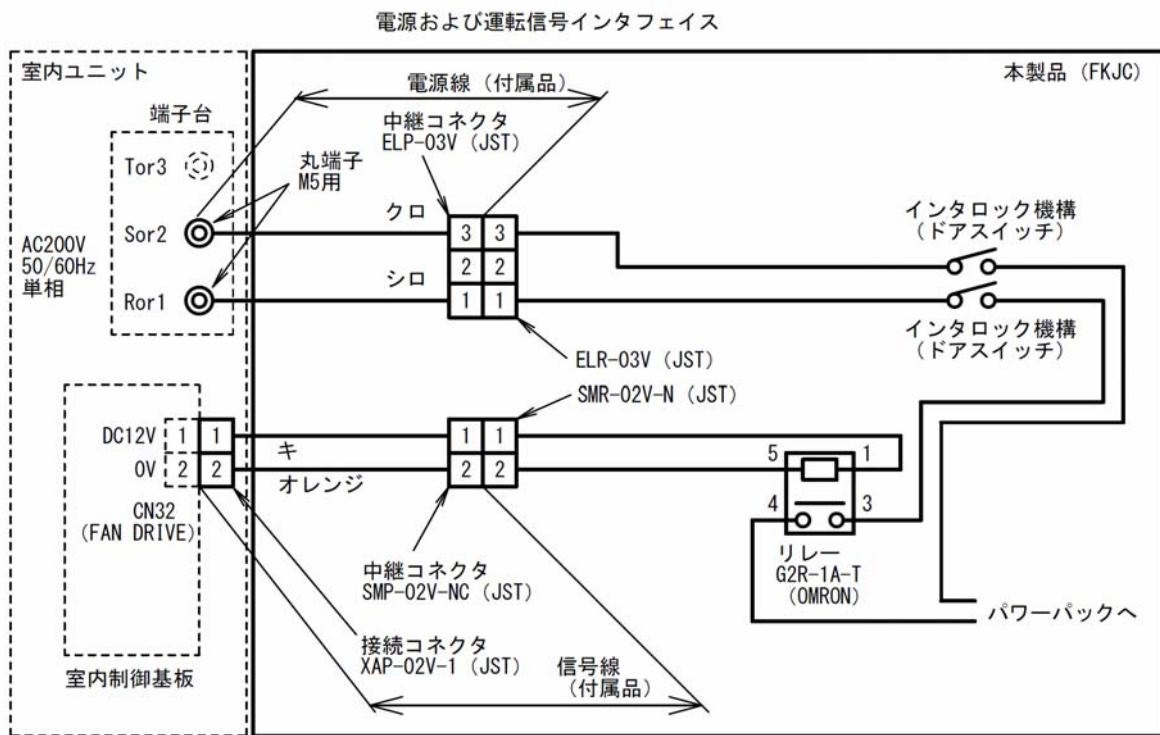 電源および運転信号インタフェイス
室内ユニット
本製品 (FKJC)
電源線 (付属品)
端子台
中継コネクタ
ELP-03V (JST)
Tor3
丸端子
M5用
クロ
インタロック機構
(ドアスイッチ)
Sor2
3 3
AC200V
50/60Hz
単相
2 2
シロ
Ror1
1 1
インタロック機構
(ドアスイッチ)
ELR-03V (JST)
SMR-02V-N (JST)
DC12V 1 1
キ
1 1
5 1
0V 2 2
オレンジ
2 2
4 3
CN32
(FAN DRIVE)
リレー
G2R-1A-T
(OMRON)
中継コネクタ
SMP-02V-NC (JST)
パワーパックへ
接続コネクタ
XAP-02V-1 (JST)
信号線
(付属品)
室内制御基板